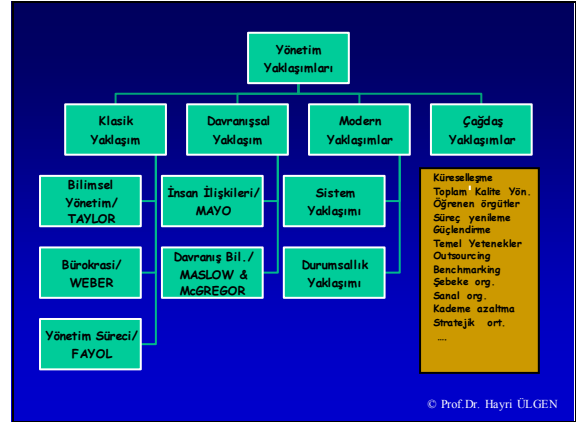 Yönetim
Yaklaşımları
Klasik
Yaklaşım
Davranışsal
Yaklaşım
Modern
Yaklaşımlar
Çağdaş
Yaklaşımlar
Bilimsel
Yönetim/
TAYLOR
Bürokrasi/
WEBER
Yönetim Süreci/
FAYOL
İnsan İlişkileri/
MAYO
Davranış Bil./
MASLOW &
McGREGOR
Sistem
Yaklaşımı
Durumsallık
Yaklaşımı
Küreselleşme
Toplam Kalite Yön.
Öğrenen örgütler
Süreç yenileme
Güçlendirme
Temel Yetenekler
Outsourcing
Benchmarking
Şebeke org.
Sanal org.
Kademe azaltma
Stratejik ort.
....
© Prof.Dr. Hayri ÜLGEN